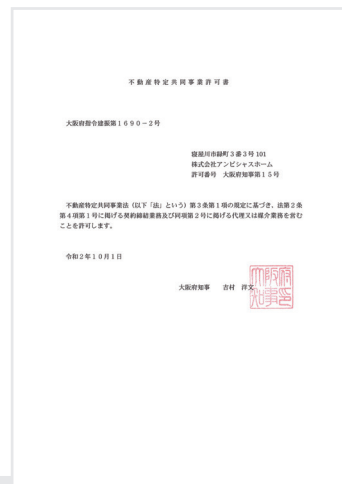 不動産特定共同事業許可書
大阪府指令建振第1690-2号
寝屋川市緑町3番3号101
株式会社アンビシャスホーム
許可番号 大阪府知事第15号
不動産特定共同事業法(以下「法」という)第3条第1項の規定に基づき、法第2条
第4項第1号に掲げる契約締結業務及び同項第2号に掲げる代理又は媒介業務を営む
ことを許可します。
令和2年10月1日
大阪府知事 吉村 洋文
大阪府知事印